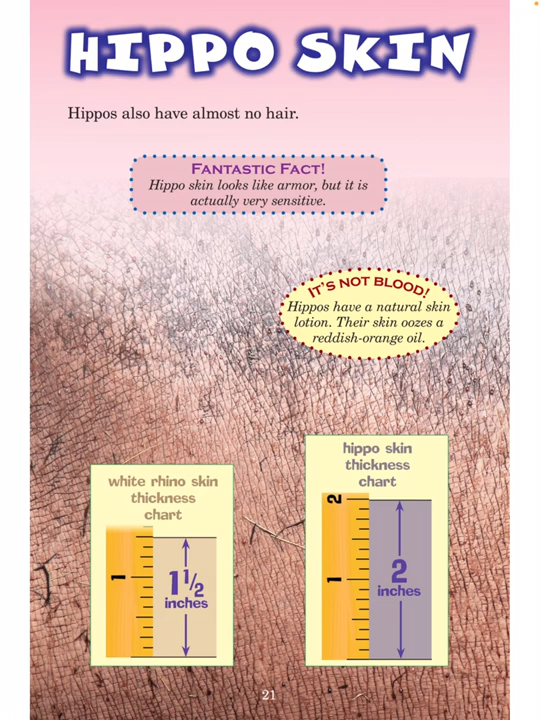 HIPPO SKIN
Hippos also have almost no hair.
FANTASTIC FACT!
Hippo skin looks like armor, but it is
actually very sensitive.
IT'S NOT BLOOD!
Hippos have a natural skin
lotion. Their skin oozes a
reddish-orange oil.
white rhino skin
thickness
chart
1
1 1/2
inches
hippo skin
thickness
chart
2
1
2
inches
21